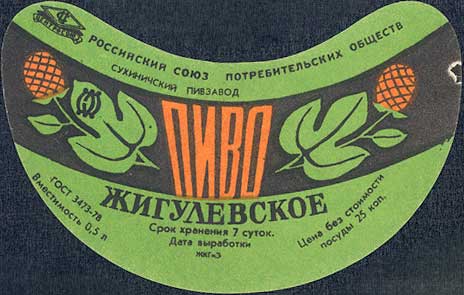 РОССИЙСКИЙ СОЮЗ ПОТРЕБИТЕЛЬСКИХ ОБЩЕСТВ
СУХИНИЧСКИЙ ПИВЗАВОД
ПИВО
ЖИГУЛЕВСКОЕ
ГОСТ 3473-78
Вместимость 0,5 л
Срок хранения 7 суток.
Дата выработки
ЖКГиЗ
Цена без стоимости
посуды 25 коп.